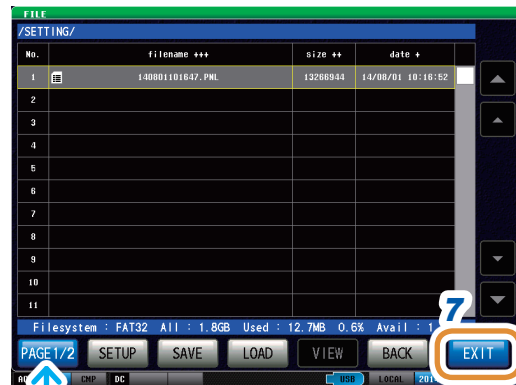 FILE
/SETTING/
No. filename +++ size ++ date +
1 140801101647.PNL 13266944 14/08/01 10:16:52
2
3
4
5
6
7
8
9
10
11
7
Filesystem : FAT32 All : 1.8GB Used : 12.7MB 0.6% Avail : 1
PAGE1/2 SETUP SAVE LOAD VIEW BACK EXIT
CMP DC USB LOCAL 201